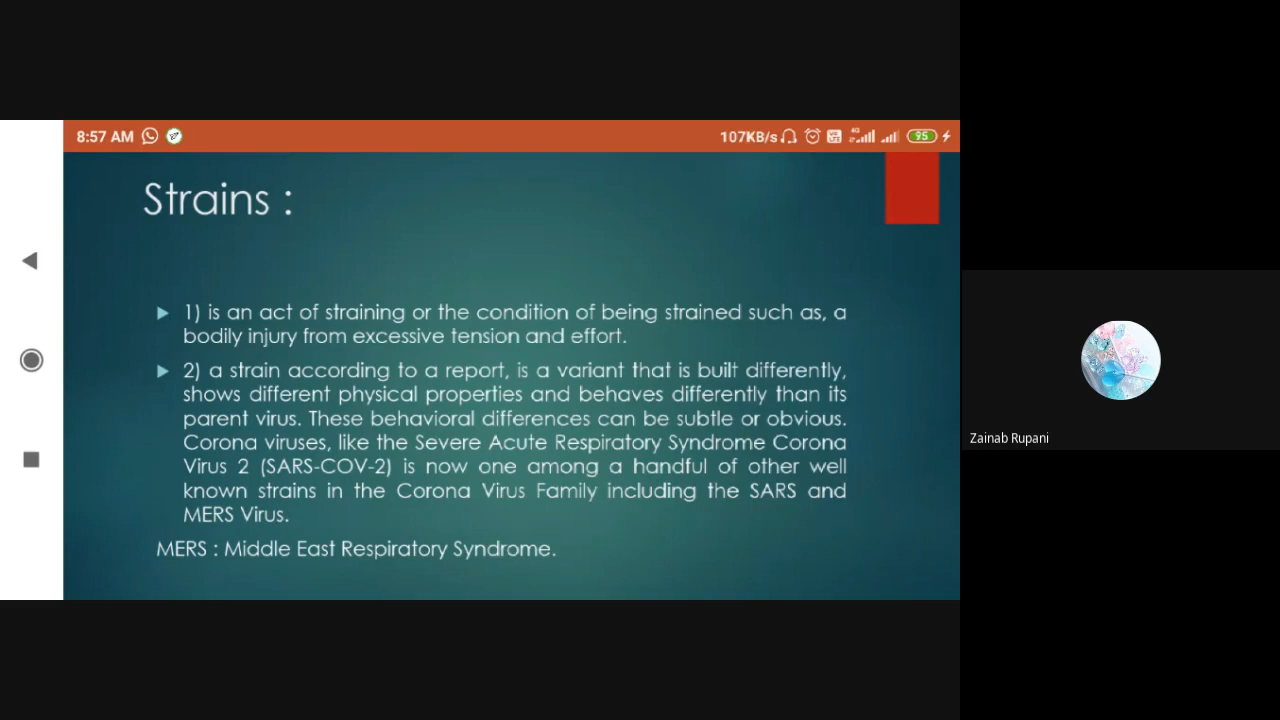 8:57 AM
107KB/s 4G 95
Strains :
1) is an act of straining or the condition of being strained such as, a
bodily injury from excessive tension and effort.
2) a strain according to a report, is a variant that is built differently,
shows different physical properties and behaves differently than its
parent virus. These behavioral differences can be subtle or obvious.
Corona viruses, like the Severe Acute Respiratory Syndrome Corona
Virus 2 (SARS-COV-2) is now one among a handful of other well
known strains in the Corona Virus Family including the SARS and
MERS Virus.
MERS : Middle East Respiratory Syndrome.
Zainab Rupani